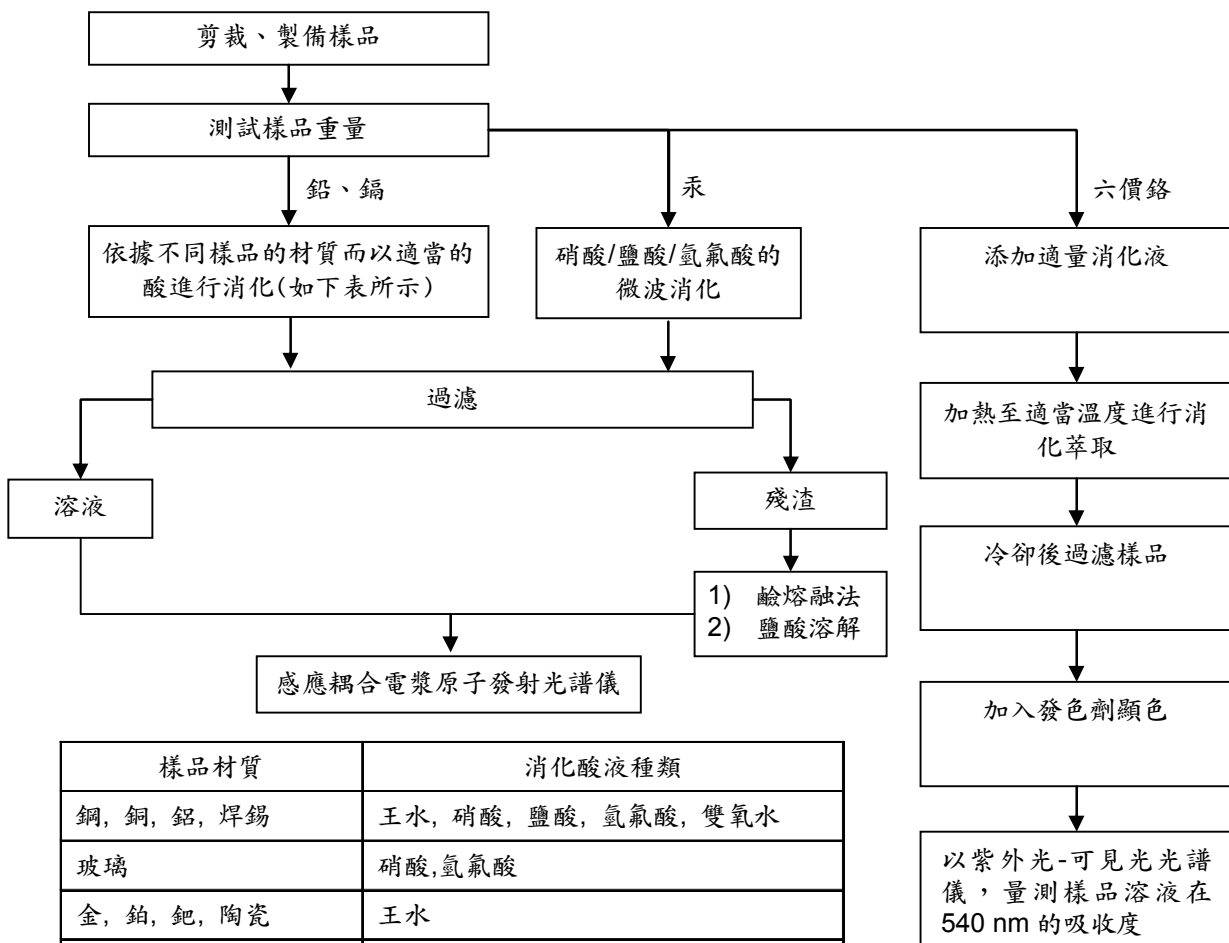 剪裁、製備樣品
測試樣品重量
鉛、鎘
汞
六價鉻
依據不同樣品的材質而以適當的
酸進行消化(如下表所示)
硝酸/鹽酸/氫氟酸的
微波消化
添加適量消化液
過濾
加熱至適當溫度進行消
化萃取
溶液
殘渣
冷卻後過濾樣品
1) 鹼熔融法
2) 鹽酸溶解
感應耦合電漿原子發射光譜儀
加入發色劑顯色
樣品材質 消化酸液種類
鋼, 銅, 鋁, 焊錫 王水, 硝酸, 鹽酸, 氫氟酸, 雙氧水
玻璃 硝酸,氫氟酸
金, 鉑, 鈀, 陶瓷 王水
以紫外光-可見光光譜
儀，量測樣品溶液在
540 nm 的吸收度